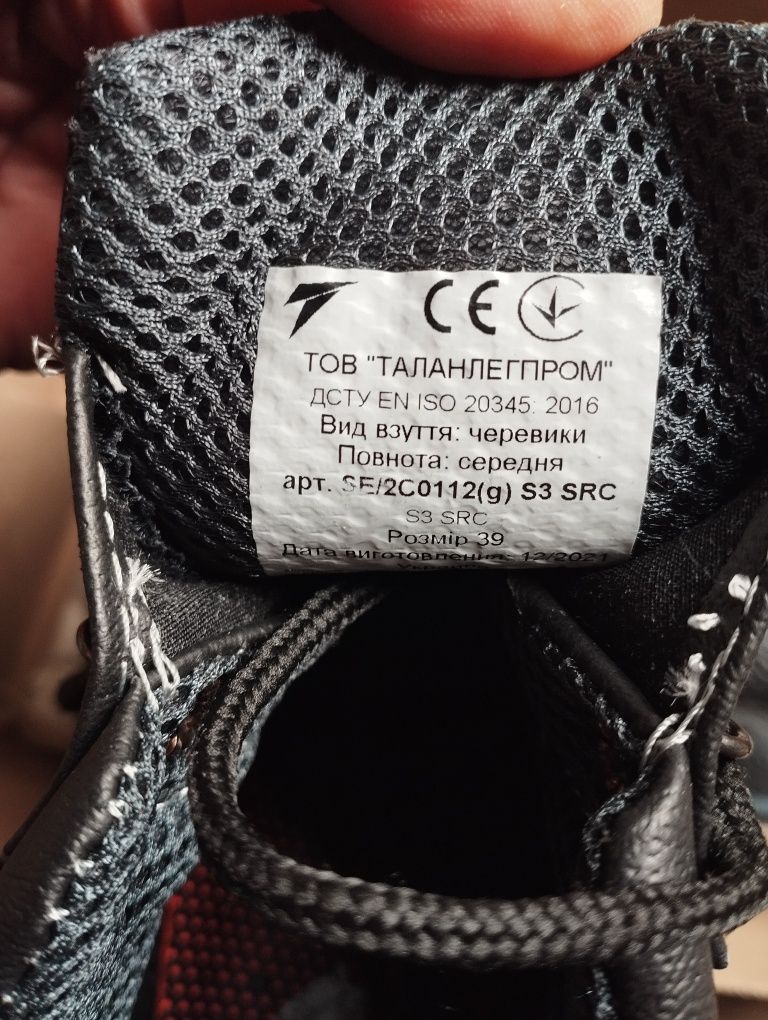 CE
ТОВ "ТАЛАНЛЕГПРОМ"
ДСТУ EN ISO 20345: 2016
Вид взуття: черевики
Повнота: середня
арт. SE/2C0112(g) S3 SRC
S3 SRC
Розмір 39
Дата виготовлення: 12/2021